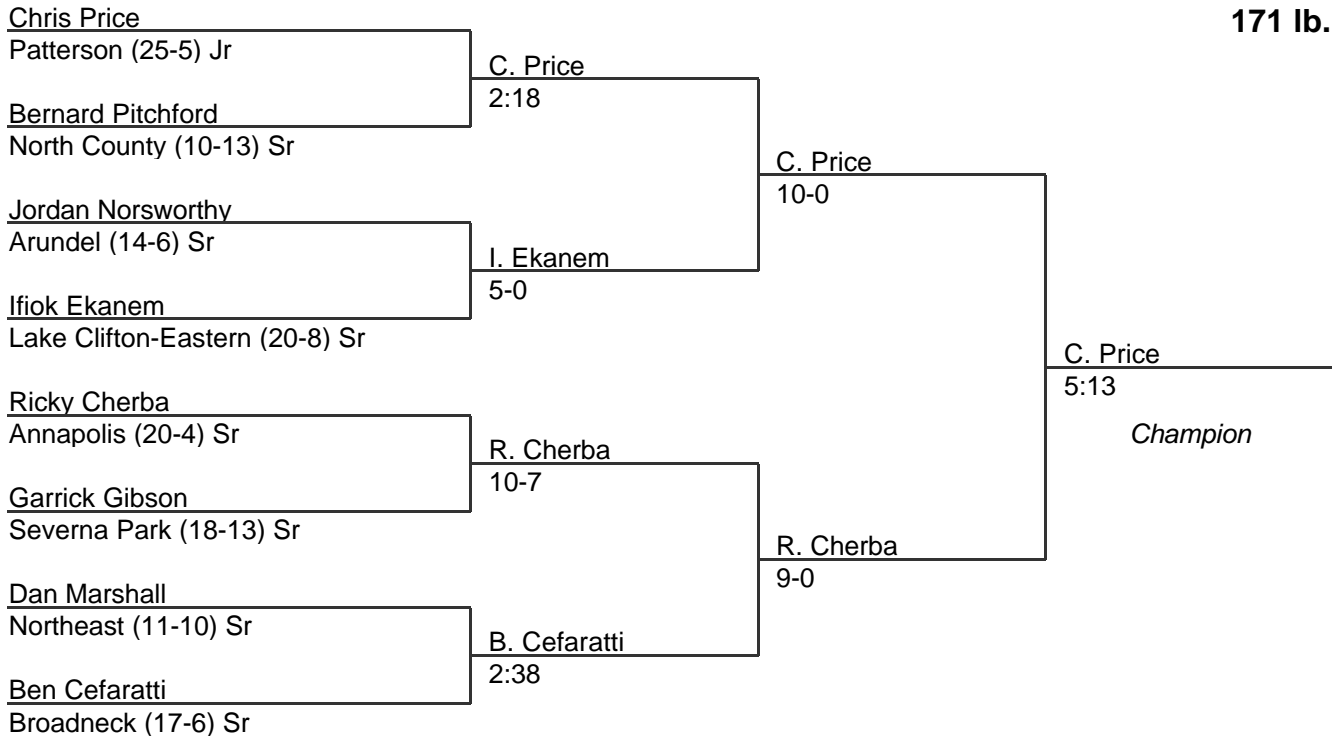 171 lb.
Chris Price
Patterson (25-5) Jr
C. Price
2:18
Bernard Pitchford
North County (10-13) Sr
C. Price
10-0
Jordan Norsworthy
Arundel (14-6) Sr
I. Ekanem
5-0
Ifiok Ekanem
Lake Clifton-Eastern (20-8) Sr
C. Price
5:13
Champion
Ricky Cherba
Annapolis (20-4) Sr
R. Cherba
10-7
Garrick Gibson
Severna Park (18-13) Sr
R. Cherba
9-0
Dan Marshall
Northeast (11-10) Sr
B. Cefaratti
2:38
Ben Cefaratti
Broadneck (17-6) Sr